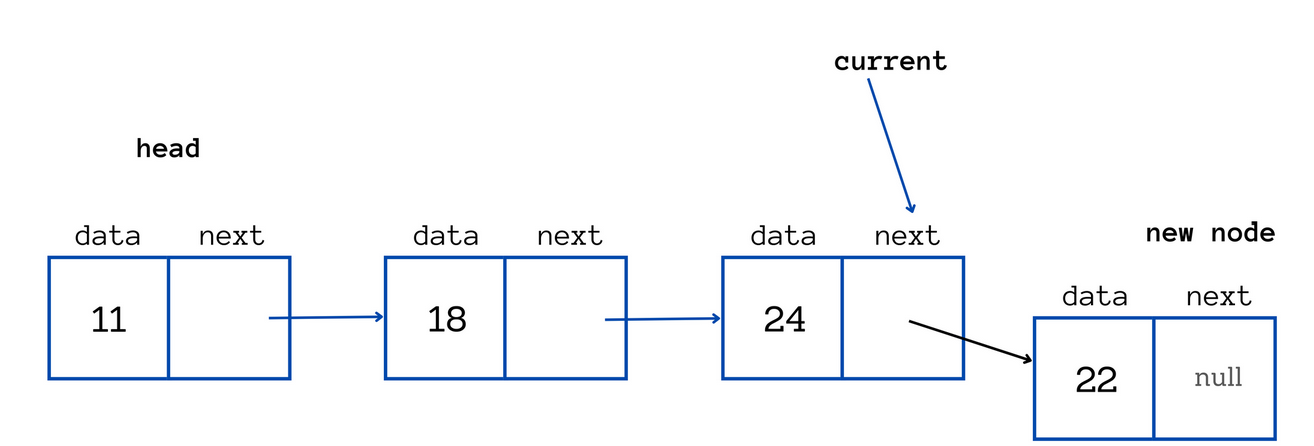 current
head
data next
data next
data next
new node
data next
11
18
24
22
null